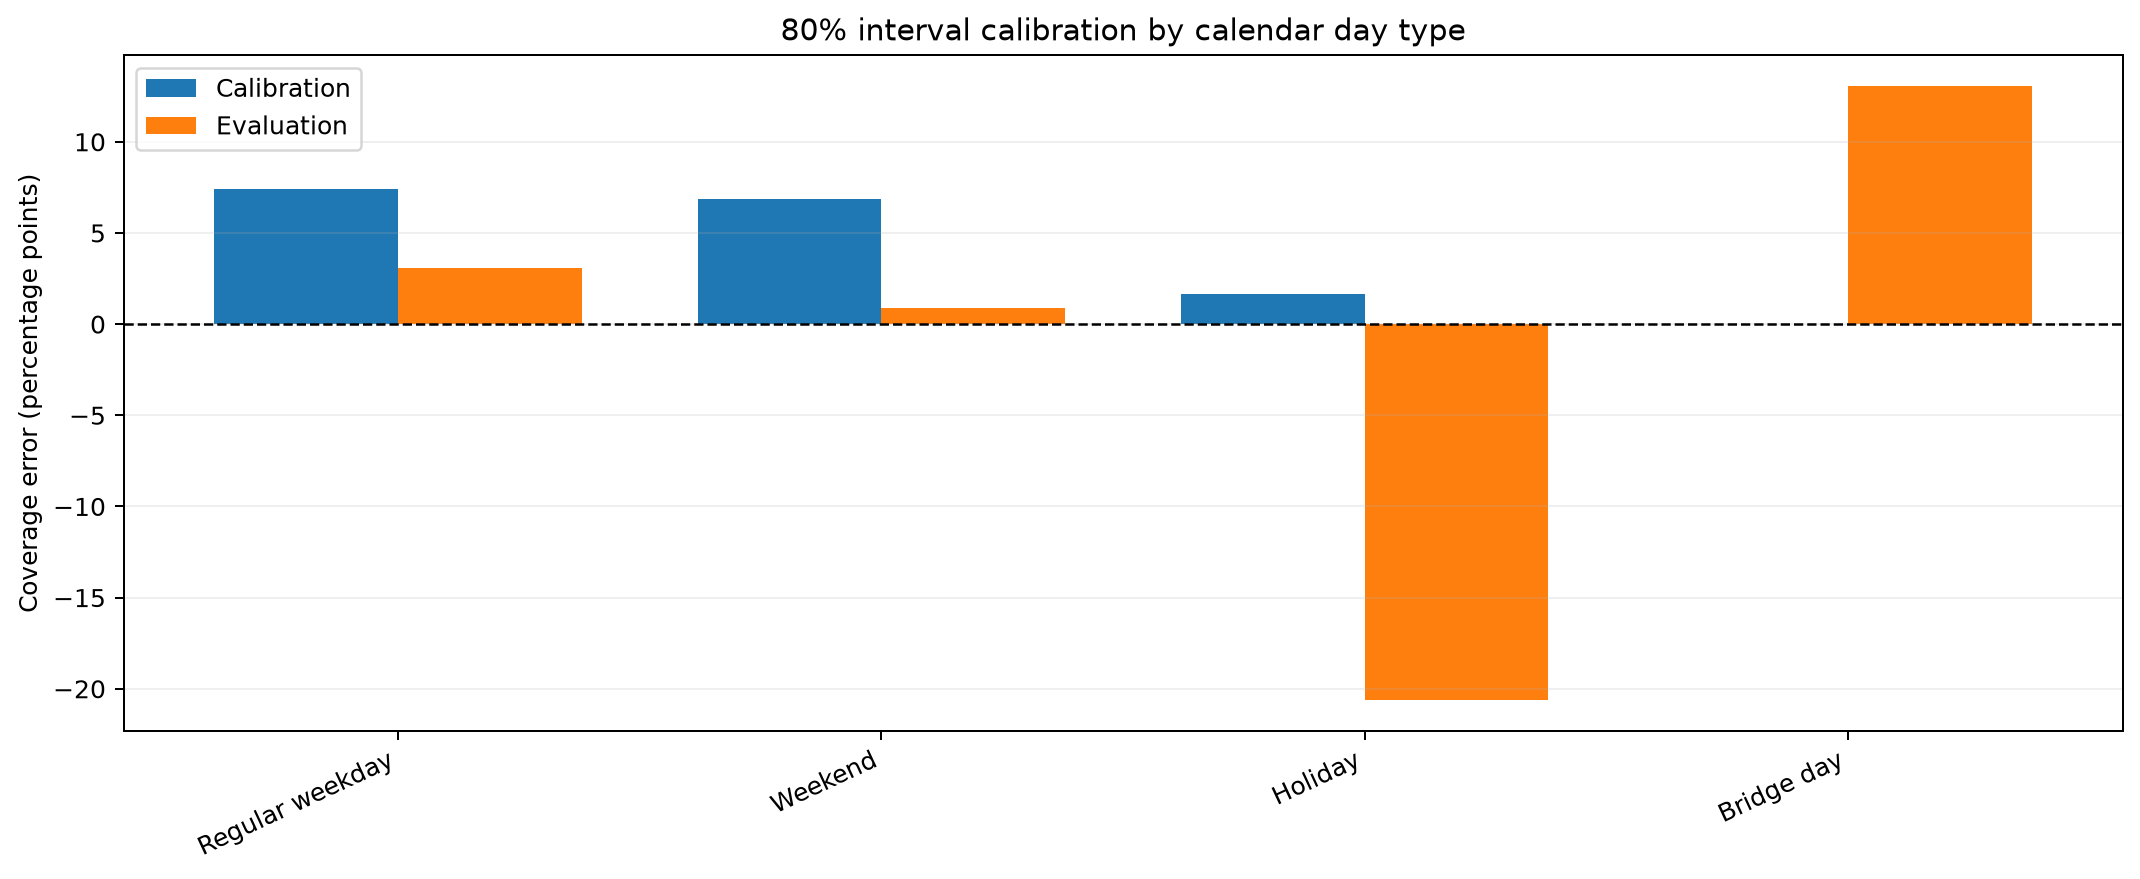 80% interval calibration by calendar day type
Calibration
Evaluation
Coverage error (percentage points)
10
5
0
−5
−10
−15
−20
Regular weekday
Weekend
Holiday
Bridge day